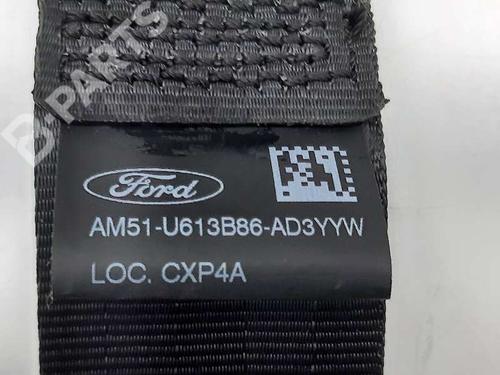 B-PARTS
Ford
AM51-U613B86-AD3YYW
LOC. CXP4A